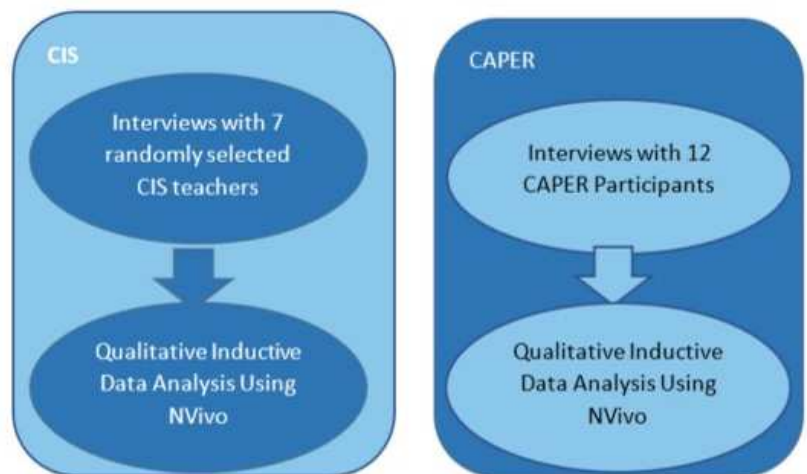 CIS
Interviews with 7
randomly selected
CIS teachers
Qualitative Inductive
Data Analysis Using
NVivo
CAPER
Interviews with 12
CAPER Participants
Qualitative Inductive
Data Analysis Using
NVivo